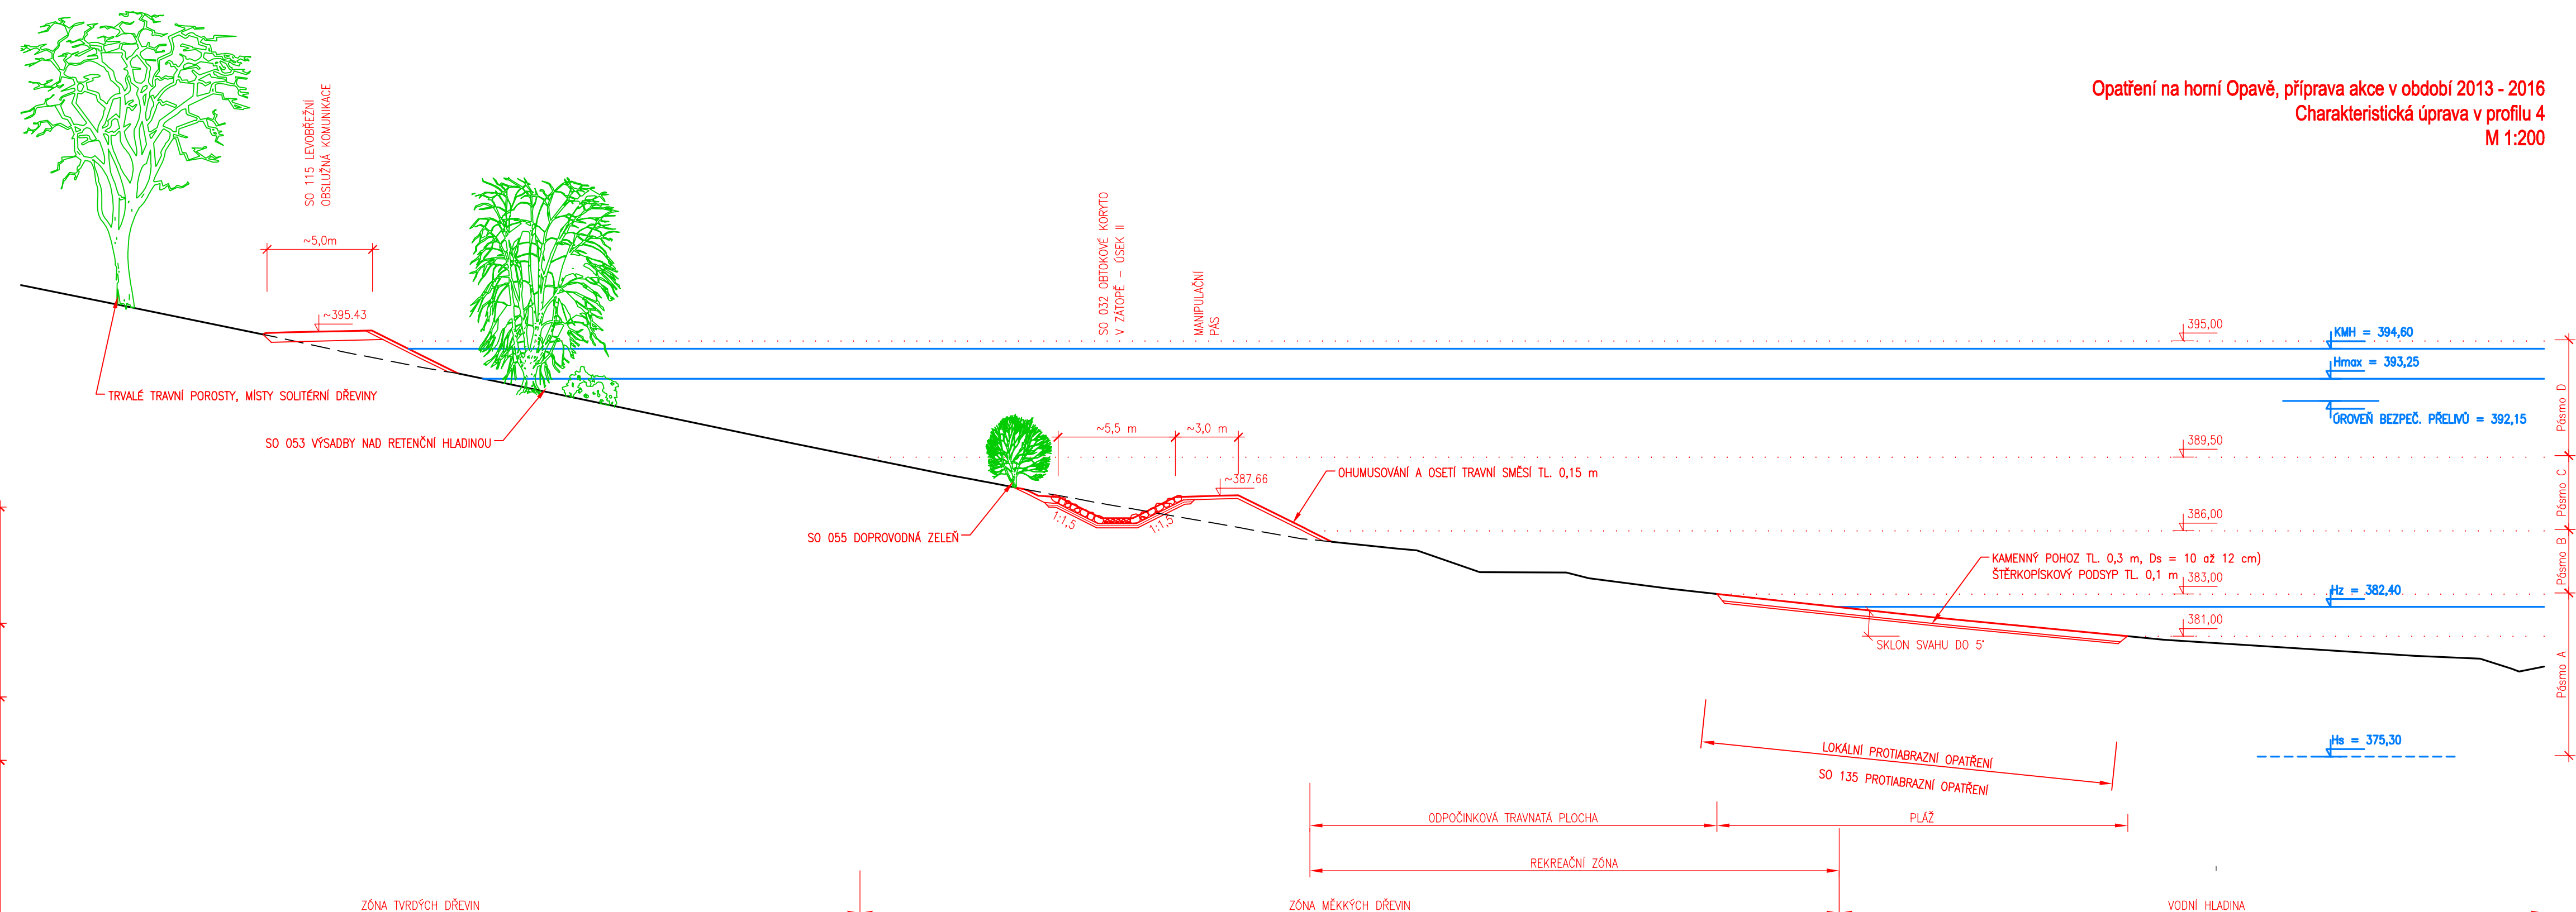 Opatření na horní Opavě, příprava akce v období 2013 - 2016
Charakteristická úprava v profilu 4
M 1:200
SO 115 LEVOBŘEŽNÍ
OBSLUŽNÁ KOMUNIKACE
~5,0m
~395.43
TRVALÉ TRAVNÍ POROSTY, MÍSTY SOLITÉRNÍ DŘEVINY
SO 053 VÝSADBY NAD RETENČNÍ HLADINOU
SO 032 OBTOKOVÉ KORYTO
V ZÁTOPĚ - ÚSEK II
MANIPULAČNÍ
PÁS
~5,5 m
~3,0 m
~387.66
1:1,5
1:1,5
SO 055 DOPROVODNÁ ZELEŇ
OHUMUSOVÁNÍ A OSETÍ TRAVNÍ SMĚSÍ TL. 0,15 m
395,00
KMH = 394,60
Hmax = 393,25
ÚROVEŇ BEZPEČ. PŘELIVŮ = 392,15
389,50
386,00
KAMENNÝ POHOZ TL. 0,3 m, Ds = 10 až 12 cm)
ŠTĚRKOPÍSKOVÝ PODSYP TL. 0,1 m
383,00
Hz = 382,40
381,00
SKLON SVAHU DO 5°
Hs = 375,30
Pásmo D
Pásmo C
Pásmo B
Pásmo A
LOKÁLNÍ PROTIABRAZNÍ OPATŘENÍ
SO 135 PROTIABRAZNÍ OPATŘENÍ
ODPOČINKOVÁ TRAVNATÁ PLOCHA
PLÁŽ
REKREAČNÍ ZÓNA
ZÓNA TVRDÝCH DŘEVIN
ZÓNA MĚKKÝCH DŘEVIN
VODNÍ HLADINA